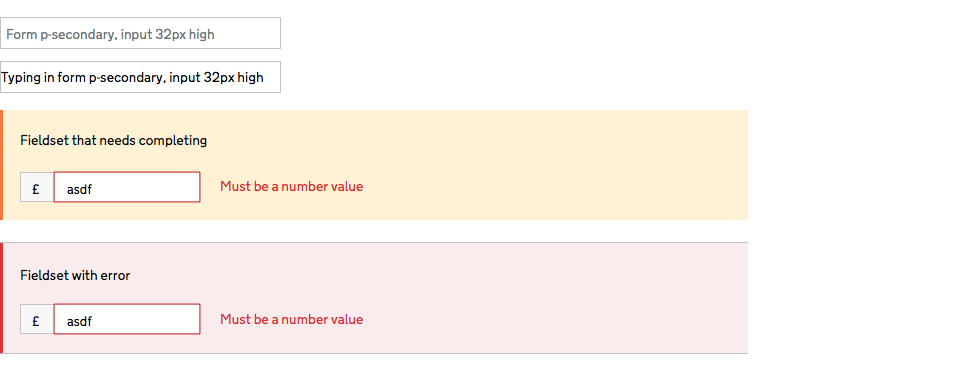 Form p-secondary, input 32px high
Typing in form p-secondary, input 32px high
Fieldset that needs completing
£ asdf Must be a number value
Fieldset with error
£ asdf Must be a number value